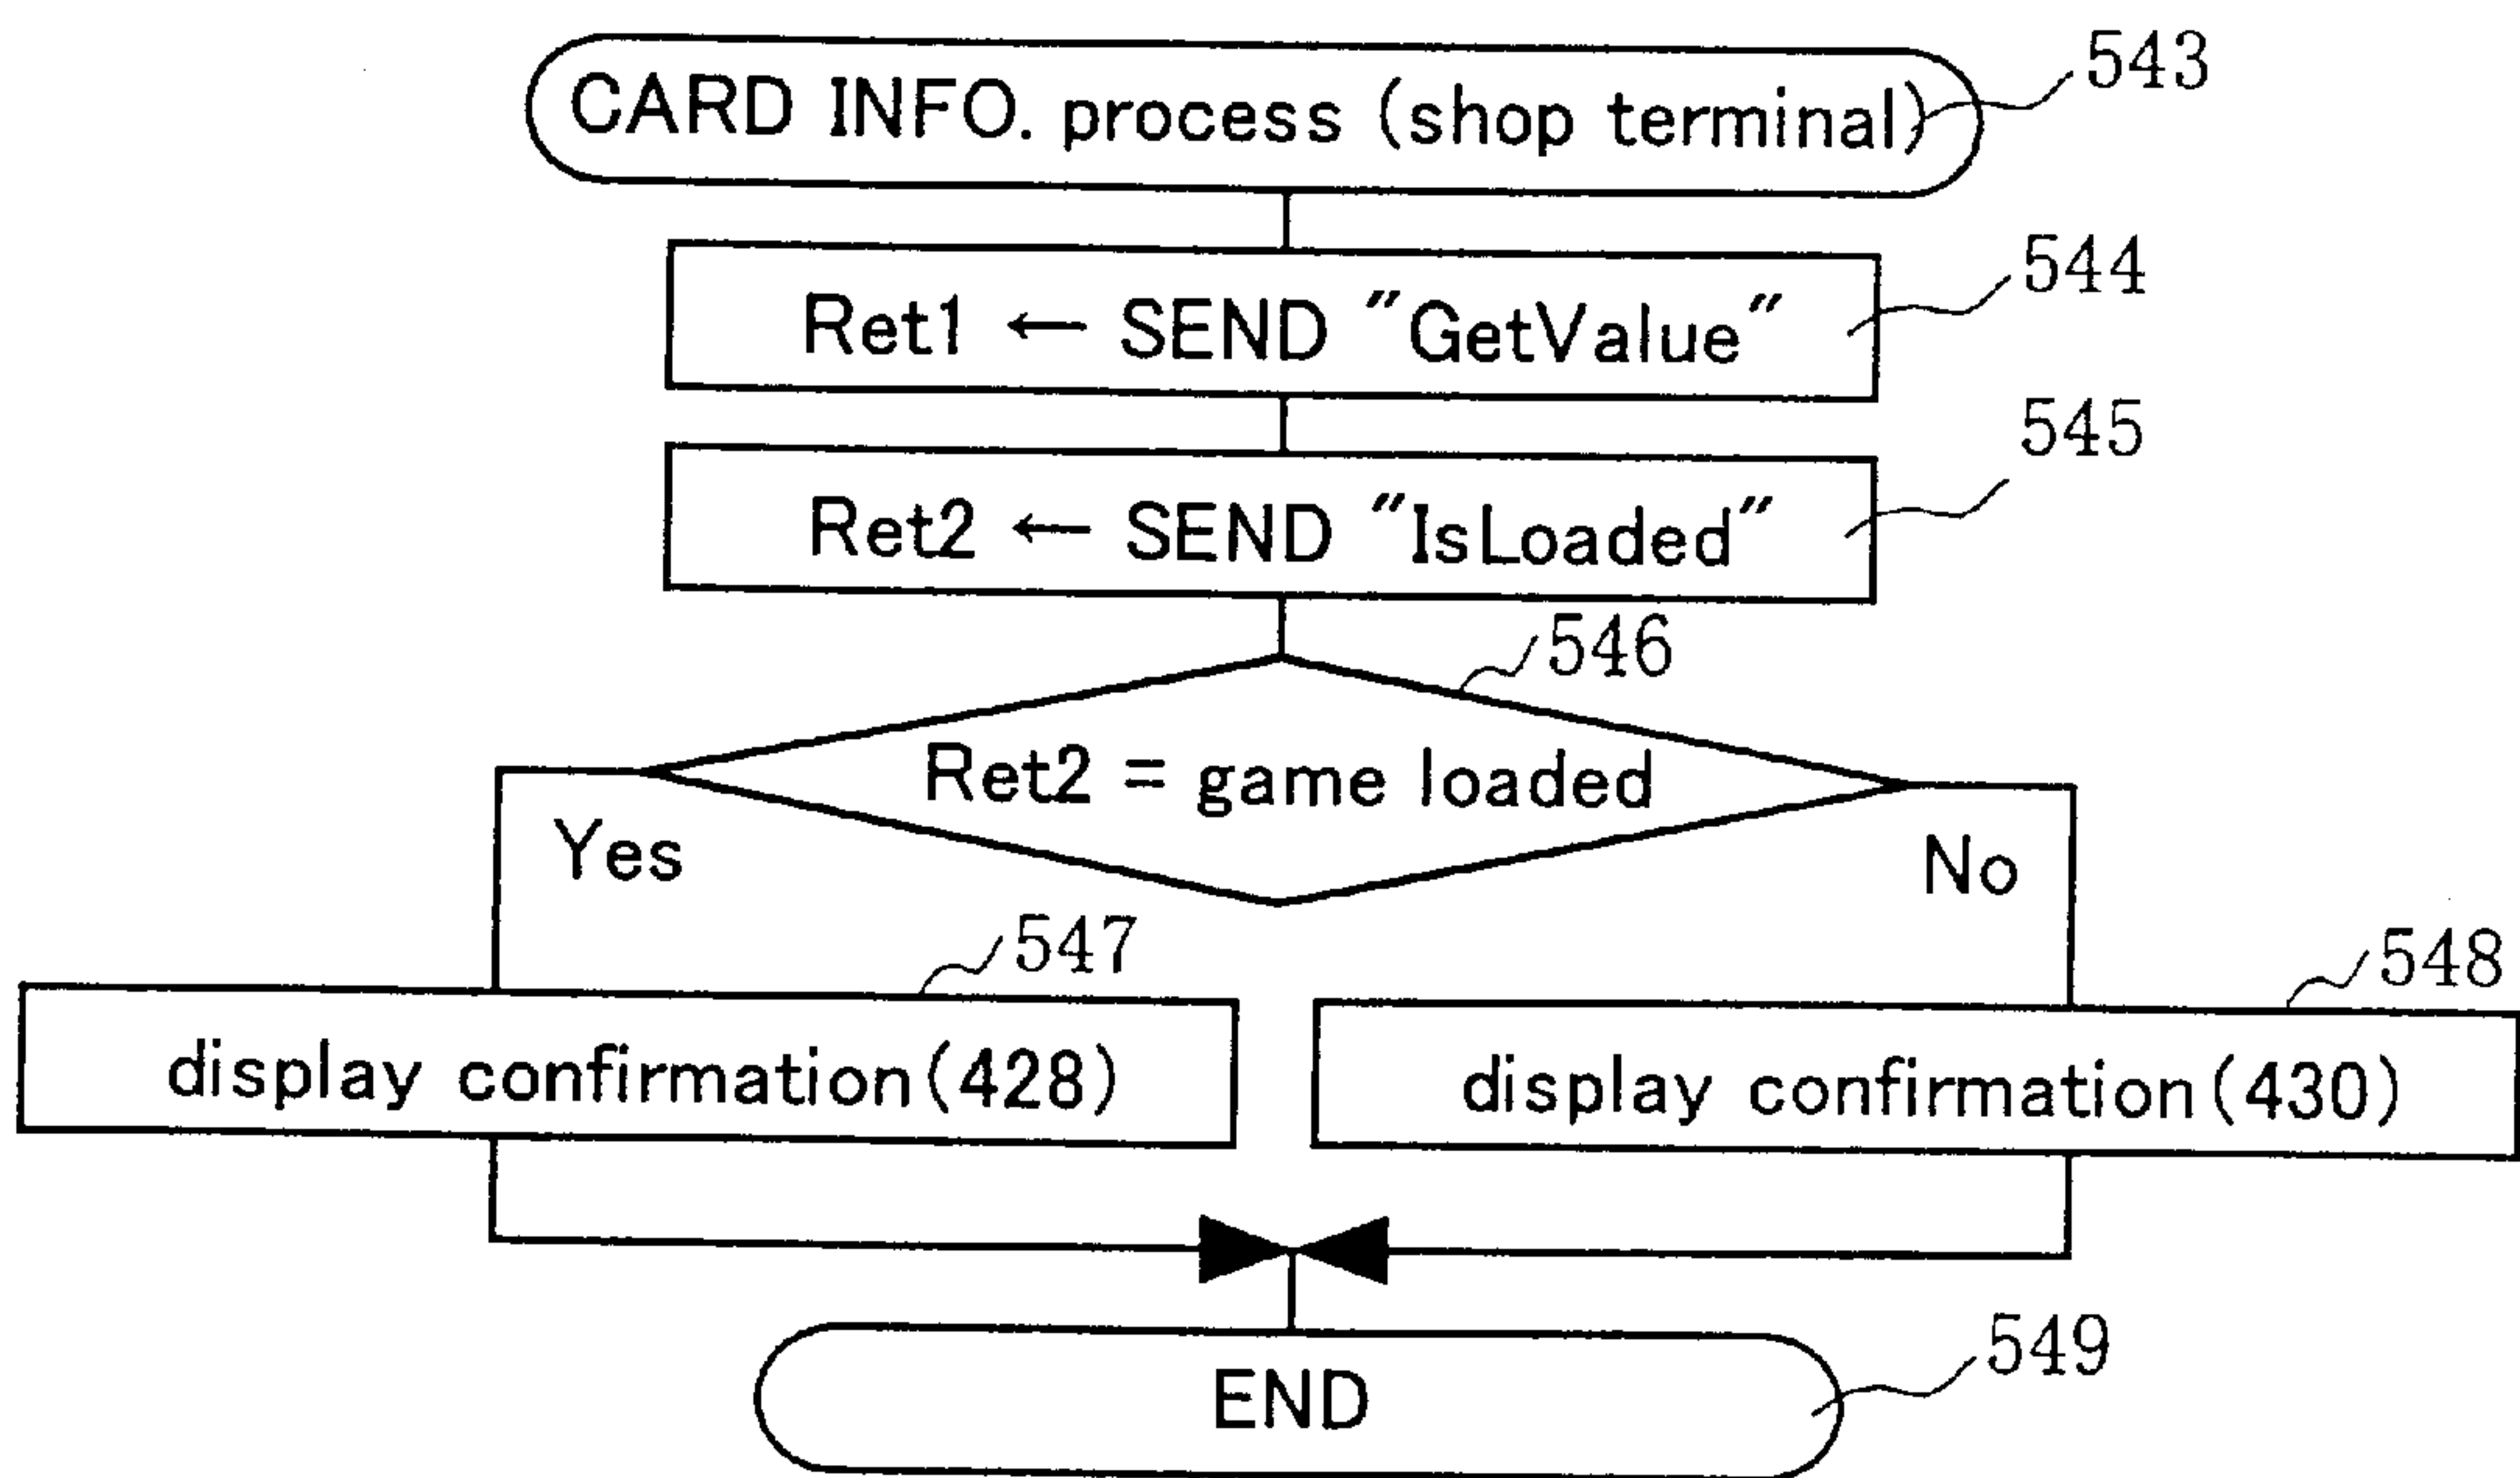 CARD INFO. process (shop terminal)
543
Ret1 ← SEND "GetValue"
544
Ret2 ← SEND "IsLoaded"
545
546
Ret2 = game loaded
Yes
No
547
548
display confirmation(428)
display confirmation(430)
END
549